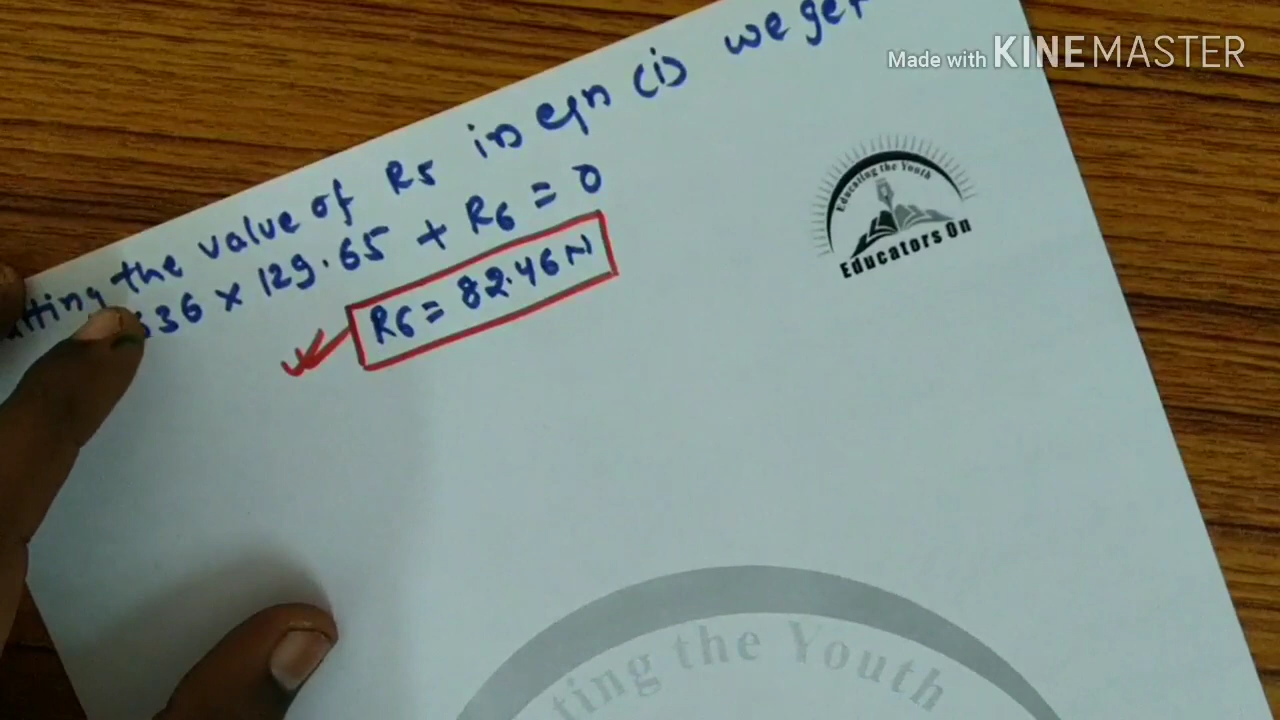 the value of R5 in eqn (i) we get
36 × 129.65 + R6 = 0
R6 = 82.46 N
Made with KINEMASTER
Educating the Youth
Educators On
ting the Youth